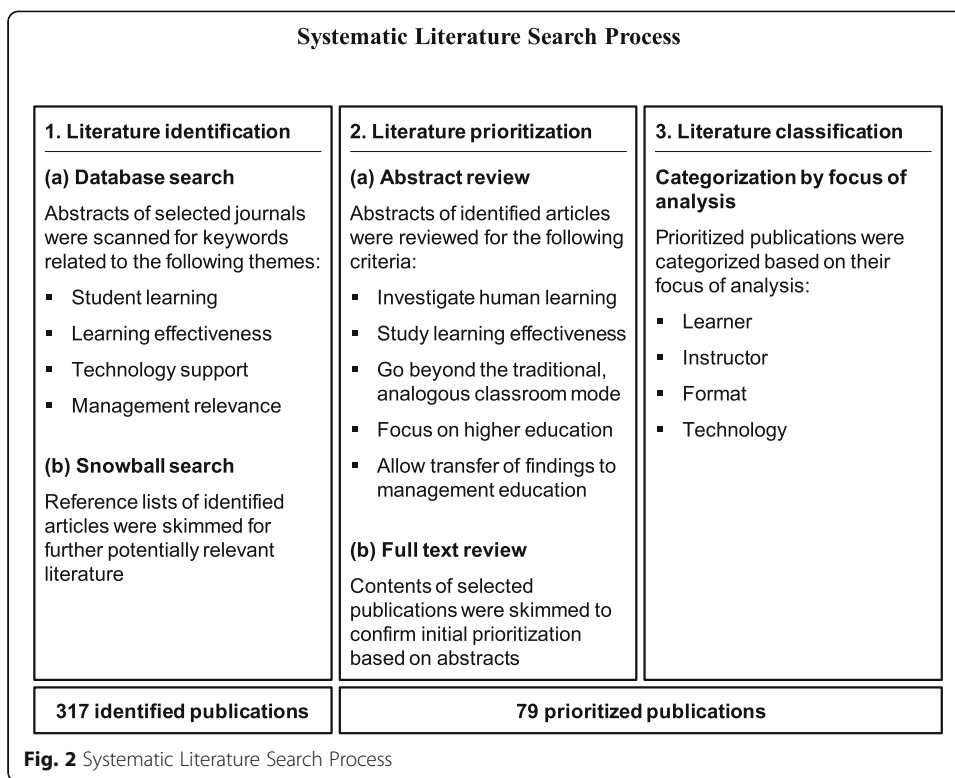 Systematic Literature Search Process
1. Literature identification
(a) Database search
Abstracts of selected journals
were scanned for keywords
related to the following themes:
▪ Student learning
▪ Learning effectiveness
▪ Technology support
▪ Management relevance
(b) Snowball search
Reference lists of identified
articles were skimmed for
further potentially relevant
literature
317 identified publications
2. Literature prioritization
(a) Abstract review
Abstracts of identified articles
were reviewed for the following
criteria:
▪ Investigate human learning
▪ Study learning effectiveness
▪ Go beyond the traditional,
analogous classroom mode
▪ Focus on higher education
▪ Allow transfer of findings to
management education
(b) Full text review
Contents of selected
publications were skimmed to
confirm initial prioritization
based on abstracts
3. Literature classification
Categorization by focus of
analysis
Prioritized publications were
categorized based on their
focus of analysis:
▪ Learner
▪ Instructor
▪ Format
▪ Technology
79 prioritized publications
Fig. 2 Systematic Literature Search Process